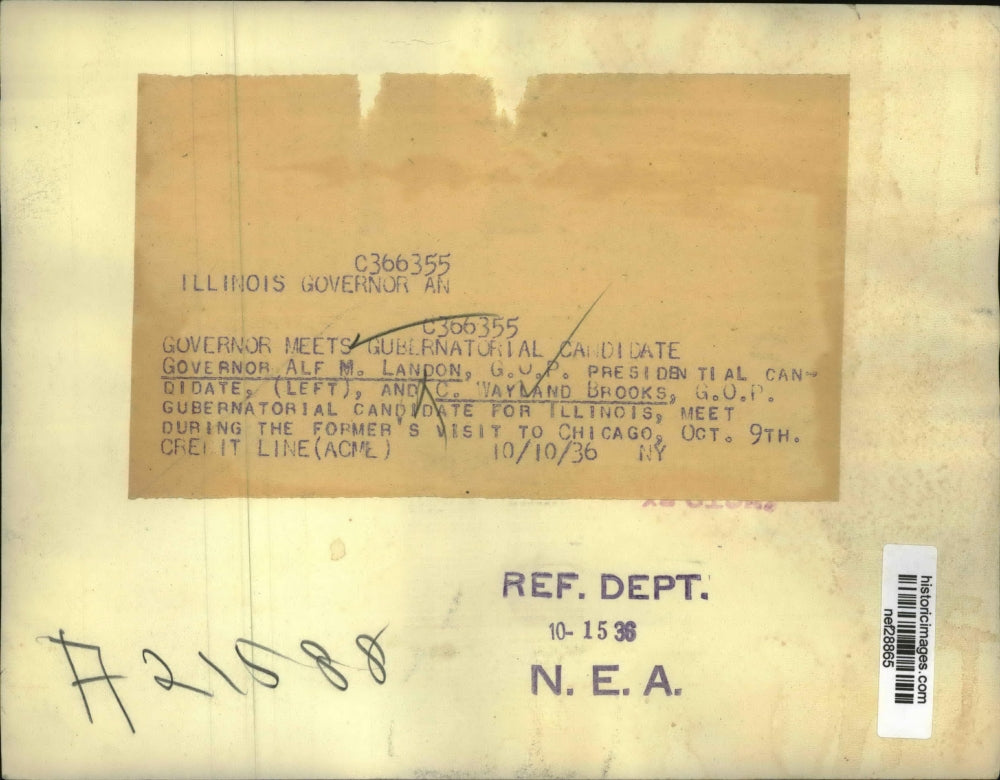 C366355
ILLINOIS GOVERNOR AN
C366355
GOVERNOR MEETS GUBERNATORIAL CANDIDATE
GOVERNOR ALF M. LANDON, G.O.P. PRESIDENTIAL CAN-
DIDATE, (LEFT), AND C. WAYLAND BROOKS, G.O.P.
GUBERNATORIAL CANDIDATE FOR ILLINOIS, MEET
DURING THE FORMER'S VISIT TO CHICAGO, OCT. 9TH.
CREDIT LINE(ACME) 10/10/36 NY
REF. DEPT.
10-15 36
N. E. A.
historicimages.com
nef28865